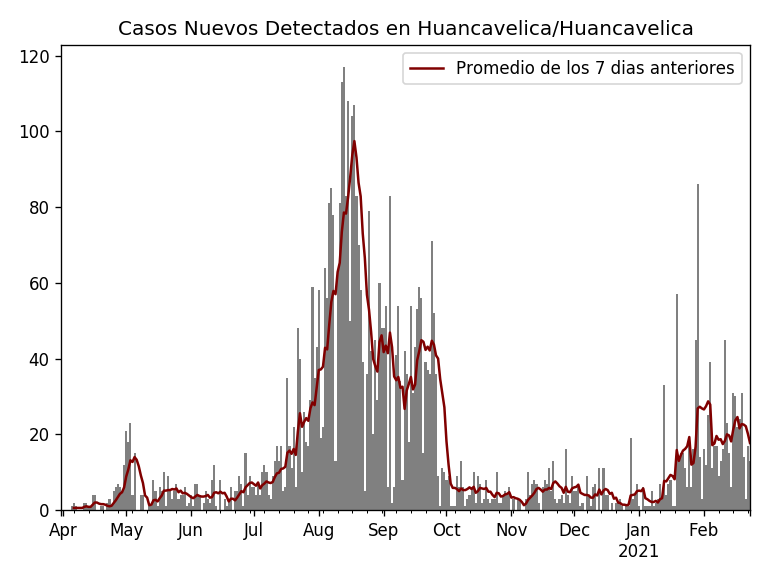 Casos Nuevos Detectados en Huancavelica/Huancavelica
Promedio de los 7 dias anteriores
120
100
80
60
40
20
0
Apr May Jun Jul Aug Sep Oct Nov Dec Jan Feb
2021